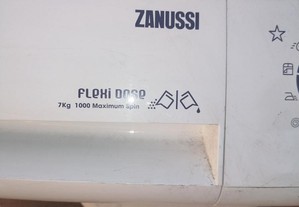 ZANUSSI
FLEXI DOSE
7Kg 1000 Maximum Spin